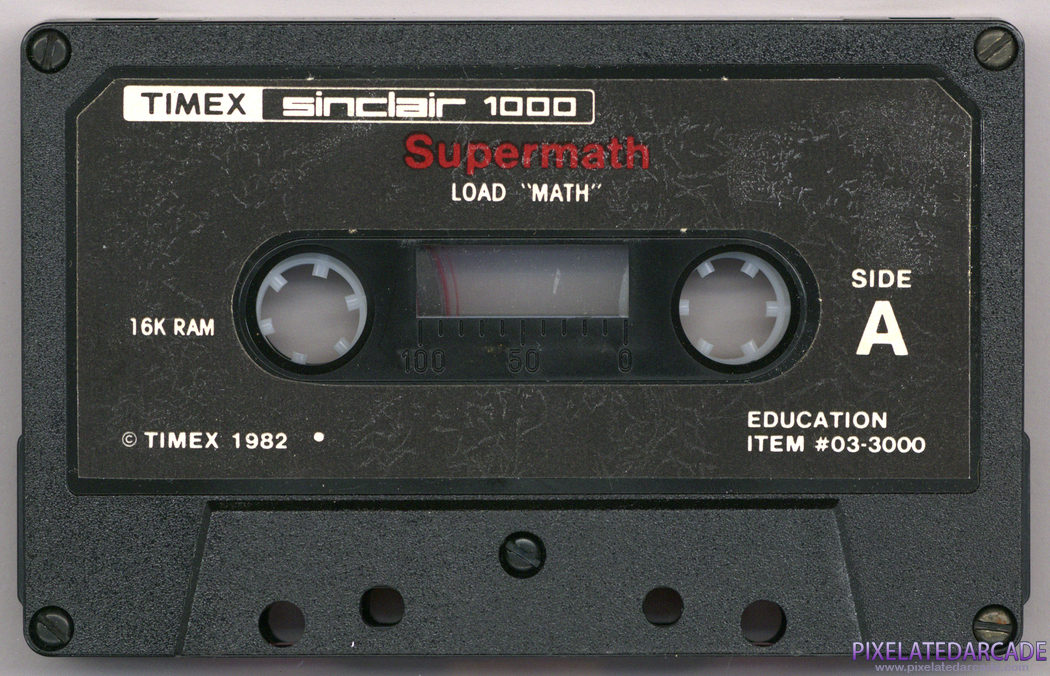 TIMEX sinclair 1000
Supermath
LOAD "MATH"
SIDE
A
16K RAM
100 50 0
EDUCATION
© TIMEX 1982
ITEM #03-3000
PIXELATEDARCADE
www.pixelatedarcade.com